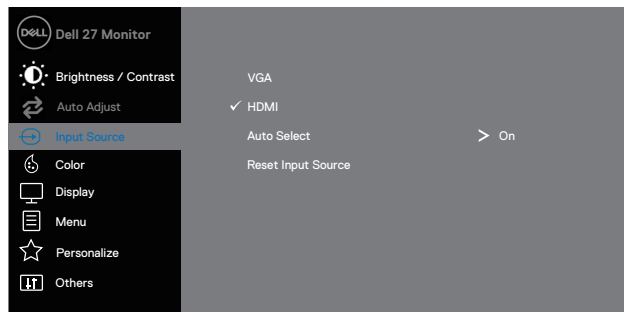 DELL Dell 27 Monitor
Brightness / Contrast
VGA
Auto Adjust
✓ HDMI
Input Source
Auto Select > On
Color
Reset Input Source
Display
Menu
Personalize
Others